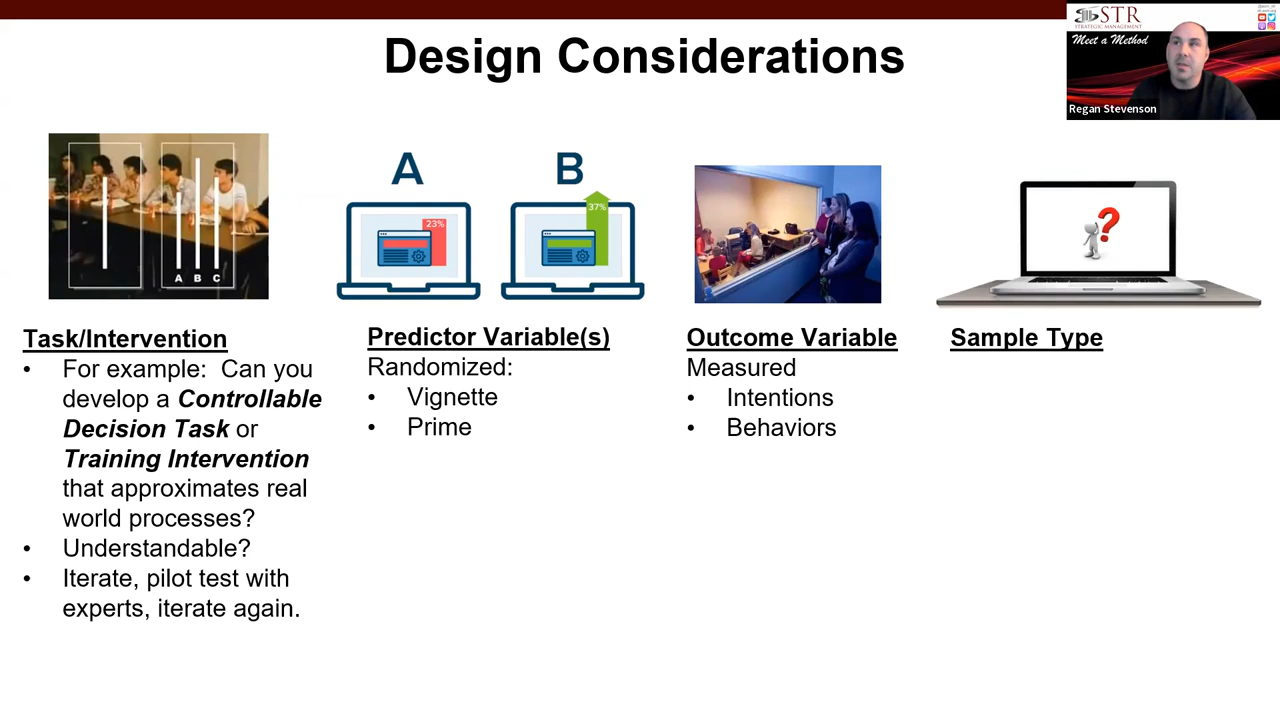 Design Considerations
STR
STRATEGIC MANAGEMENT
Meet a Method
Regan Stevenson
A B C
A
23%
B
37%
Task/Intervention
• For example: Can you
develop a Controllable
Decision Task or
Training Intervention
that approximates real
world processes?
• Understandable?
• Iterate, pilot test with
experts, iterate again.
Predictor Variable(s)
Randomized:
• Vignette
• Prime
Outcome Variable
Measured
• Intentions
• Behaviors
?
Sample Type